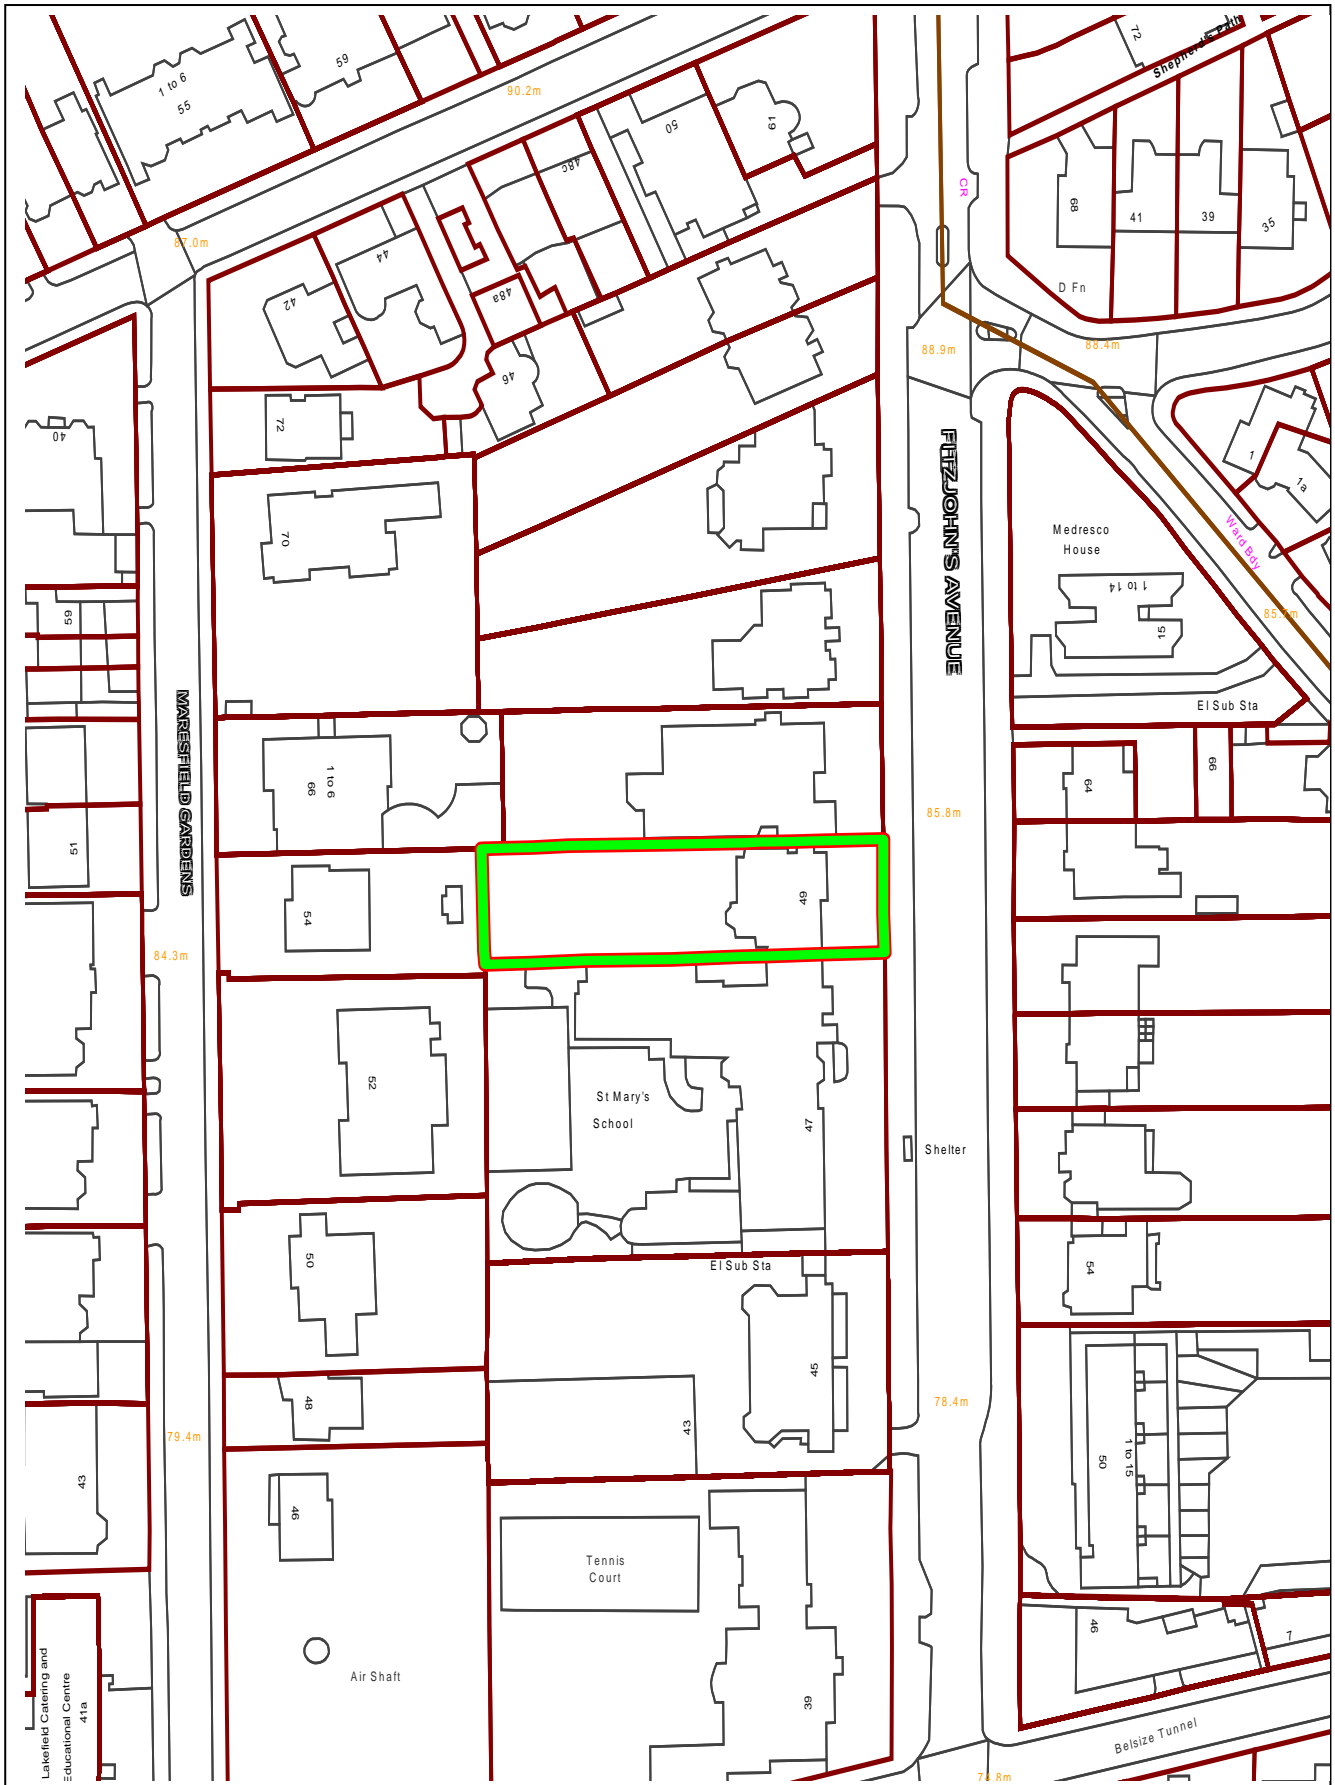 72
Shepherd's Path
59
1 to 6
55
90.2m
50
61
48c
CR
68
41
39
35
87.0m
44
42
48a
D Fn
88.9m
88.4m
46
72
40
1
1a
FITZJOHN'S AVENUE
Ward Bdy
70
Medresco
House
1 to 14
15
59
El Sub Sta
MARESFIELD GARDENS
1 to 6
66
64
66
85.8m
51
49
54
84.3m
52
St Mary's
School
47
Shelter
50
El Sub Sta
54
45
48
43
78.4m
79.4m
43
1 to 15
50
46
Tennis
Court
46
7
Air Shaft
39
Lakefield Catering and
Educational Centre
41a
Belsize Tunnel